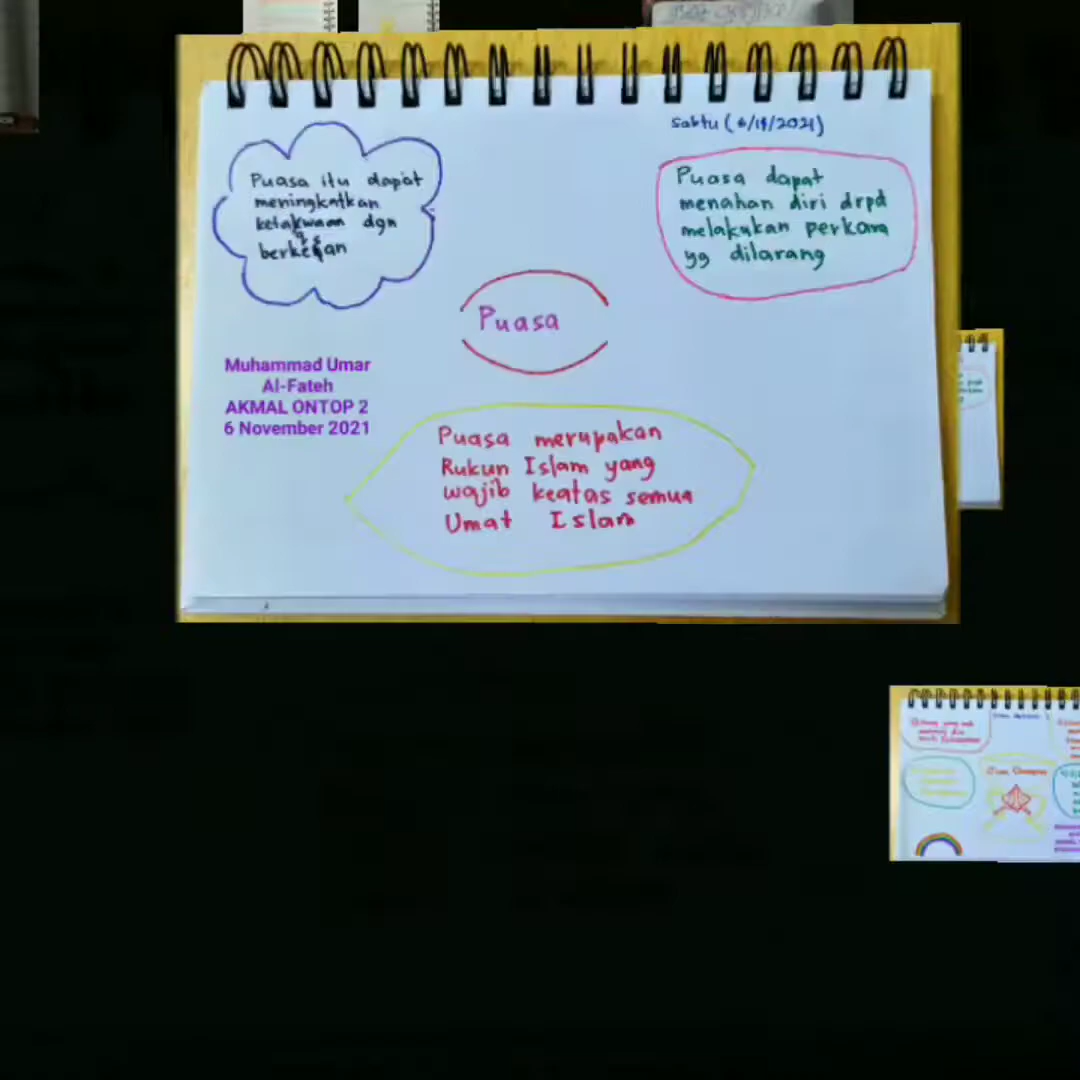 Sabtu (6/11/2021)
Puasa itu dapat
meningkatkan
ketakwaan dgn
berkesan
Puasa dapat
menahan diri drpd
melakukan perkara
yg dilarang
Puasa
Muhammad Umar
Al-Fateh
AKMAL ONTOP 2
6 November 2021
Puasa merupakan
Rukun Islam yang
wajib keatas semua
Umat Islam